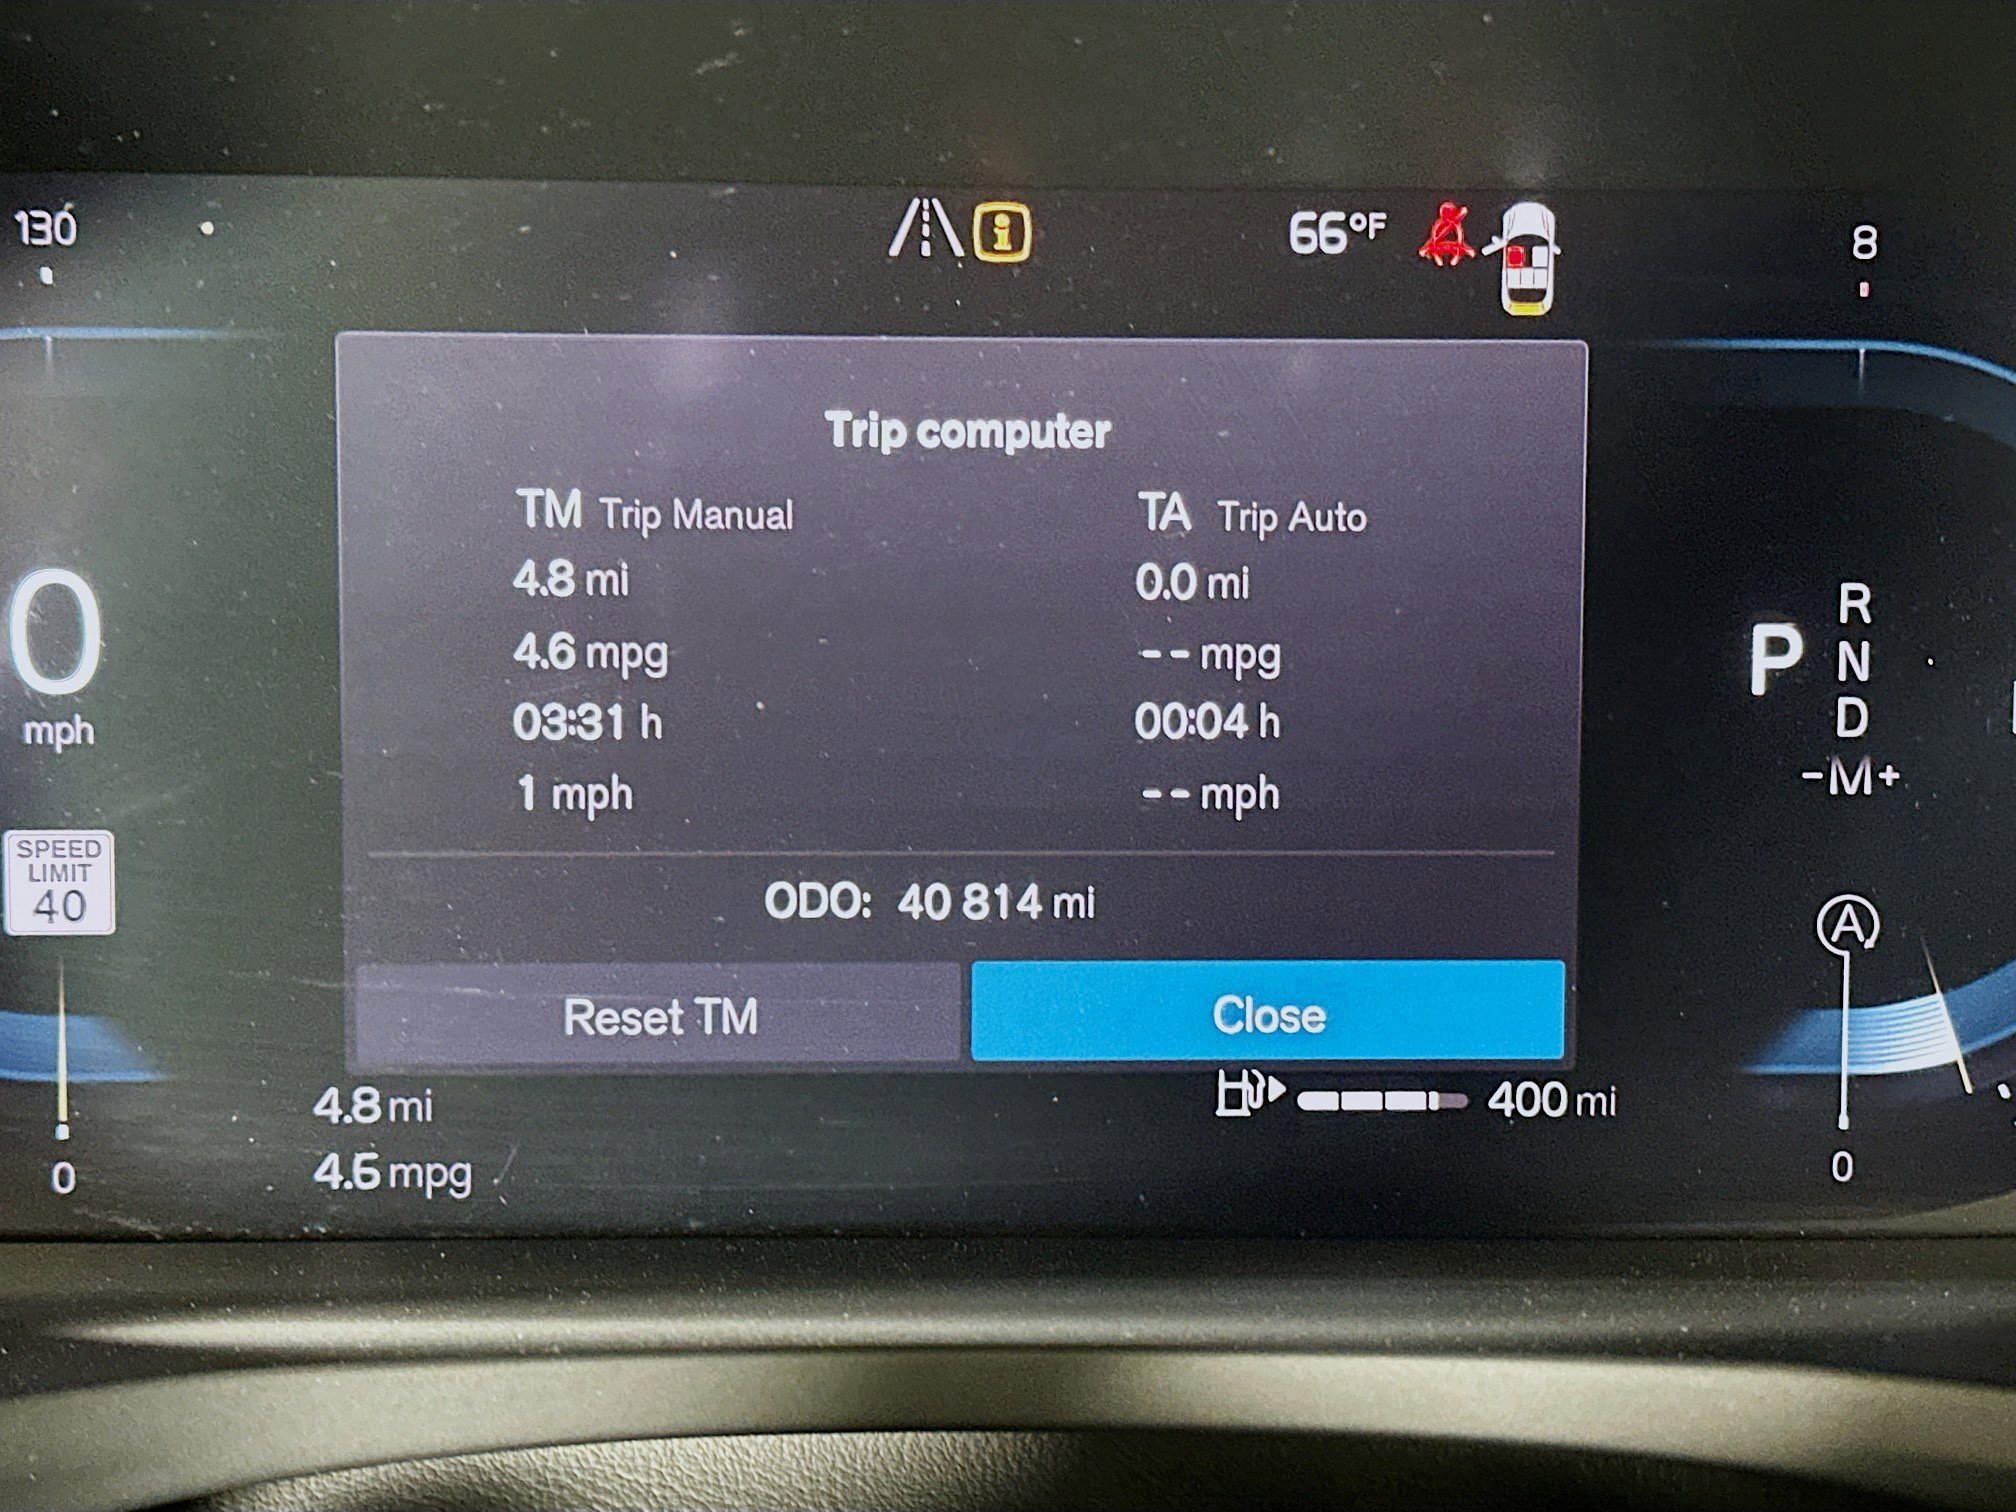 130
66°F
8
Trip computer
TM Trip Manual
TA Trip Auto
4.8 mi
0.0 mi
4.6 mpg
-- mpg
03:31 h
00:04 h
1 mph
-- mph
ODO: 40 814 mi
Reset TM
Close
0
mph
SPEED
LIMIT
40
P
R
N
D
-M+
A
4.8 mi
4.6 mpg
400 mi
0
0